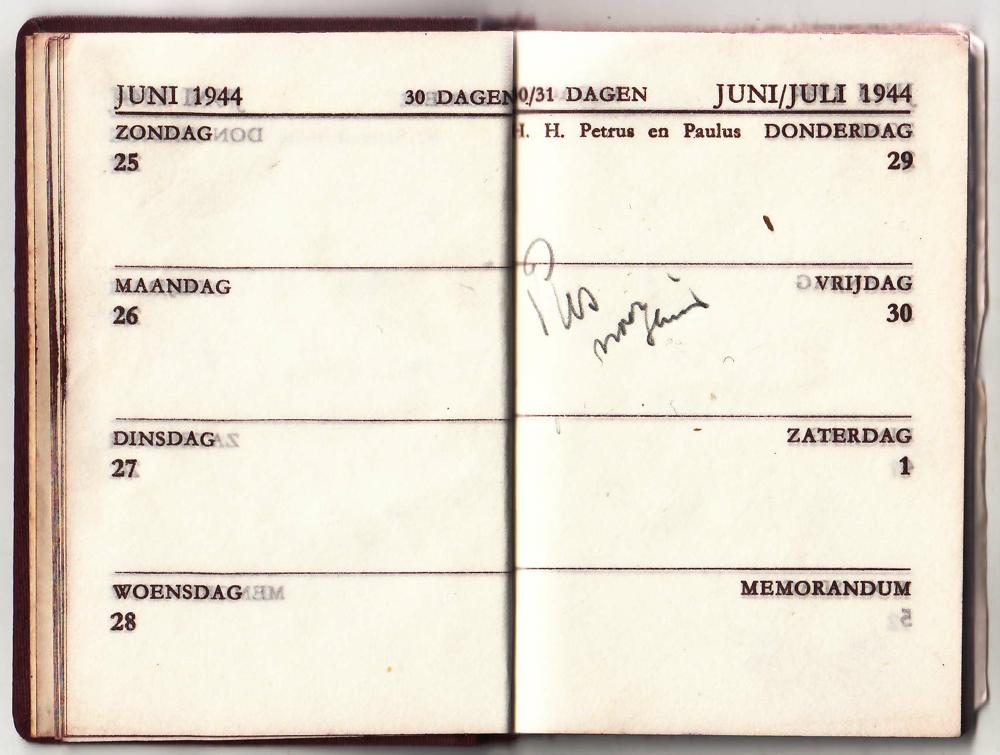 JUNI 1944 30 DAGEN
ZONDAG
25
MAANDAG
26
DINSDAG
27
WOENSDAG
28
0/31 DAGEN JUNI/JULI 1944
H. H. Petrus en Paulus DONDERDAG
29
VRIJDAG
30
ZATERDAG
1
MEMORANDUM